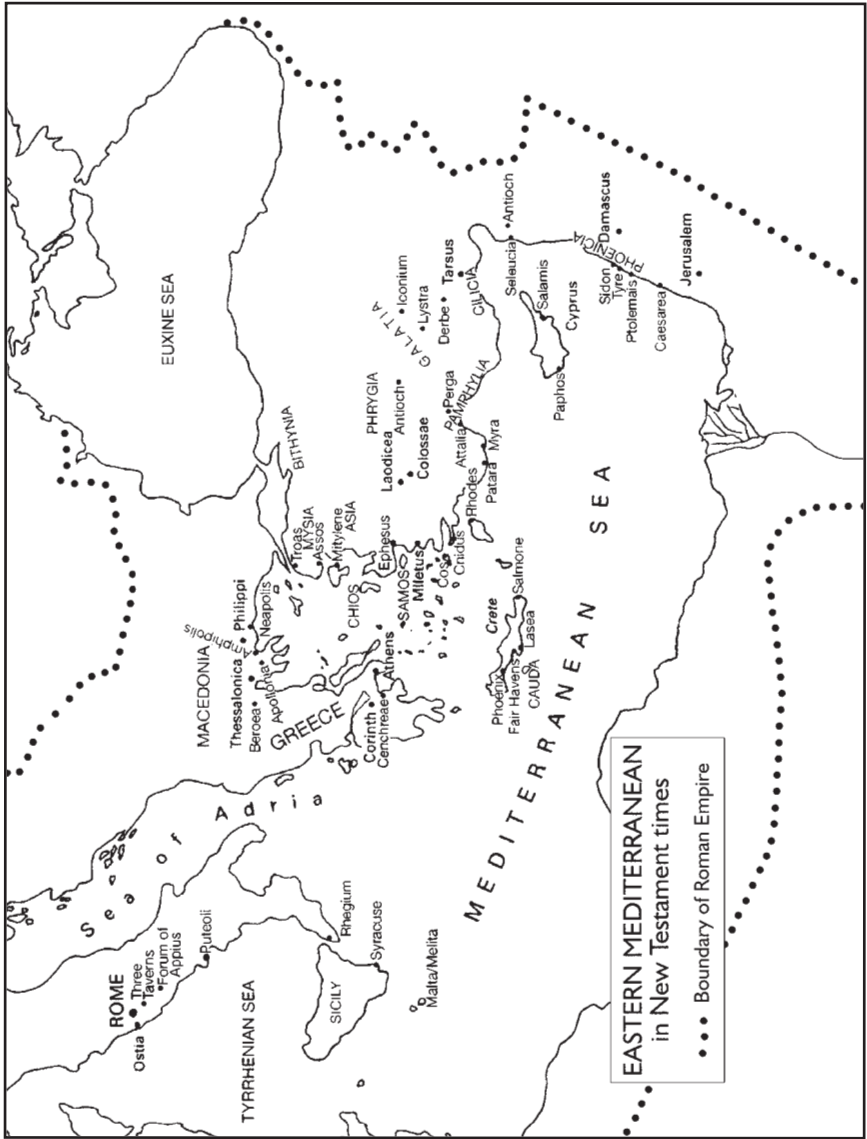 EUXINE SEA
MACEDONIA
Amphipolis
Philippi
Neapolis
Thessalonica
Beroea
Apollonia
GREECE
Corinth
Cenchreae
Athens
BITHYNIA
Troas
MYSIA
Assos
Mitylene
ASIA
CHIOS
Ephesus
SAMOS
Miletus
Cos
Cnidus
PHRYGIA
Antioch
Laodicea
Colossae
GALATIA
Iconium
Lystra
Derbe
Tarsus
CILICIA
Perga
PAMPHYLIA
Attalia
Myra
Patara
Rhodes
Antioch
Seleucia
Salamis
Cyprus
Paphos
PHOENICIA
Damascus
Sidon
Tyre
Ptolemais
Caesarea
Jerusalem
Crete
Salmone
Lasea
Phoenix
Fair Havens
CAUDA
Sea of Adria
ROME
Three
Taverns
Forum of
Appius
Ostia
Puteoli
TYRRHENIAN SEA
SICILY
Rhegium
Syracuse
Malta/Melita
MEDITERRANEAN SEA
EASTERN MEDITERRANEAN
in New Testament times
Boundary of Roman Empire